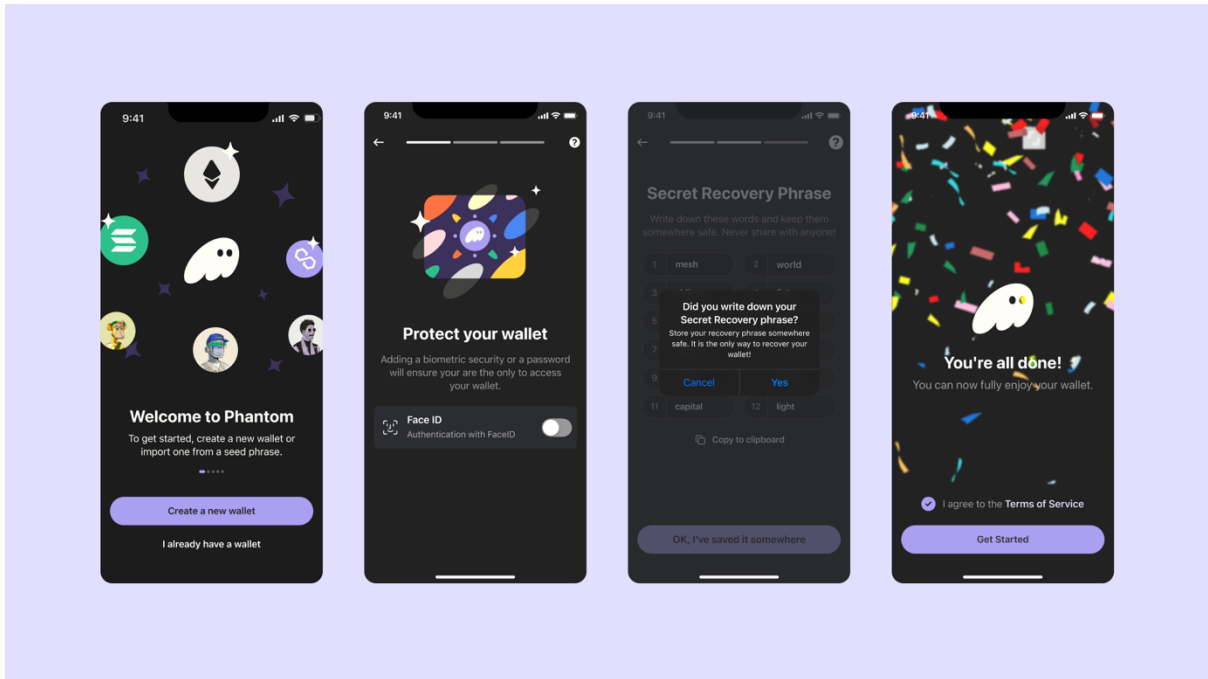 9:41
Welcome to Phantom
To get started, create a new wallet or
import one from a seed phrase.
Create a new wallet
I already have a wallet
9:41
?
Protect your wallet
Adding a biometric security or a password
will ensure your are the only to access
your wallet.
Face ID
Authentication with FaceID
9:41
?
Secret Recovery Phrase
Write down these words and keep them
somewhere safe. Never share with anyone!
1 mesh 2 world
3
5
7
9
Did you write down your
Secret Recovery phrase?
Store your recovery phrase somewhere
safe. It is the only way to recover your
wallet!
Cancel Yes
11 capital 12 light
Copy to clipboard
OK, I've saved it somewhere
9:41
You're all done!
You can now fully enjoy your wallet.
I agree to the Terms of Service
Get Started